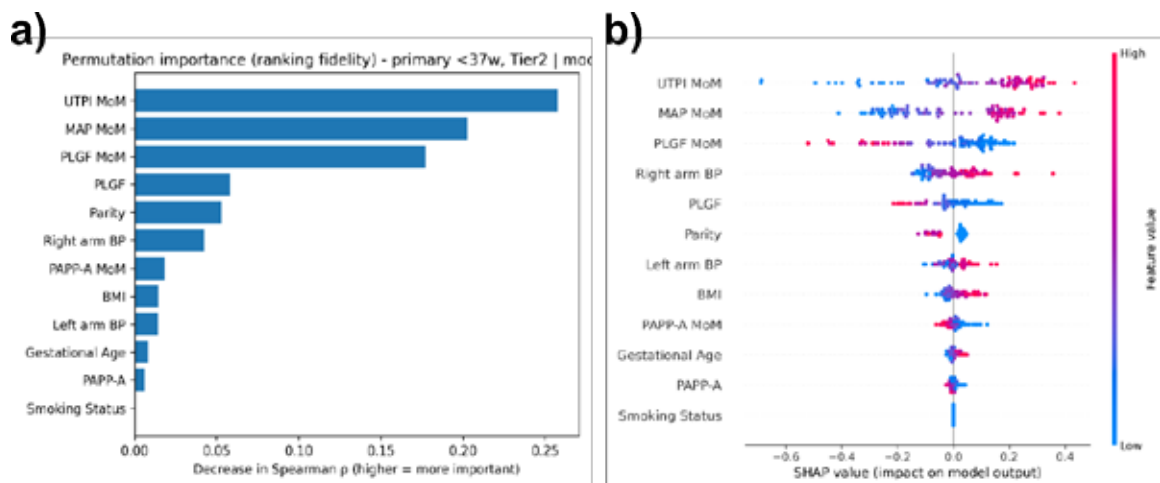 a)
Permutation importance (ranking fidelity) - primary <37w, Tier2 | moc
UTPI MoM
MAP MoM
PLGF MoM
PLGF
Parity
Right arm BP
PAPP-A MoM
BMI
Left arm BP
Gestational Age
PAPP-A
Smoking Status
0.00 0.05 0.10 0.15 0.20 0.25
Decrease in Spearman ρ (higher = more important)
b)
UTPI MoM
MAP MoM
PLGF MoM
Right arm BP
PLGF
Parity
Left arm BP
BMI
PAPP-A MoM
Gestational Age
PAPP-A
Smoking Status
−0.6 −0.4 −0.2 0.0 0.2 0.4
SHAP value (impact on model output)
High
Feature value
Low